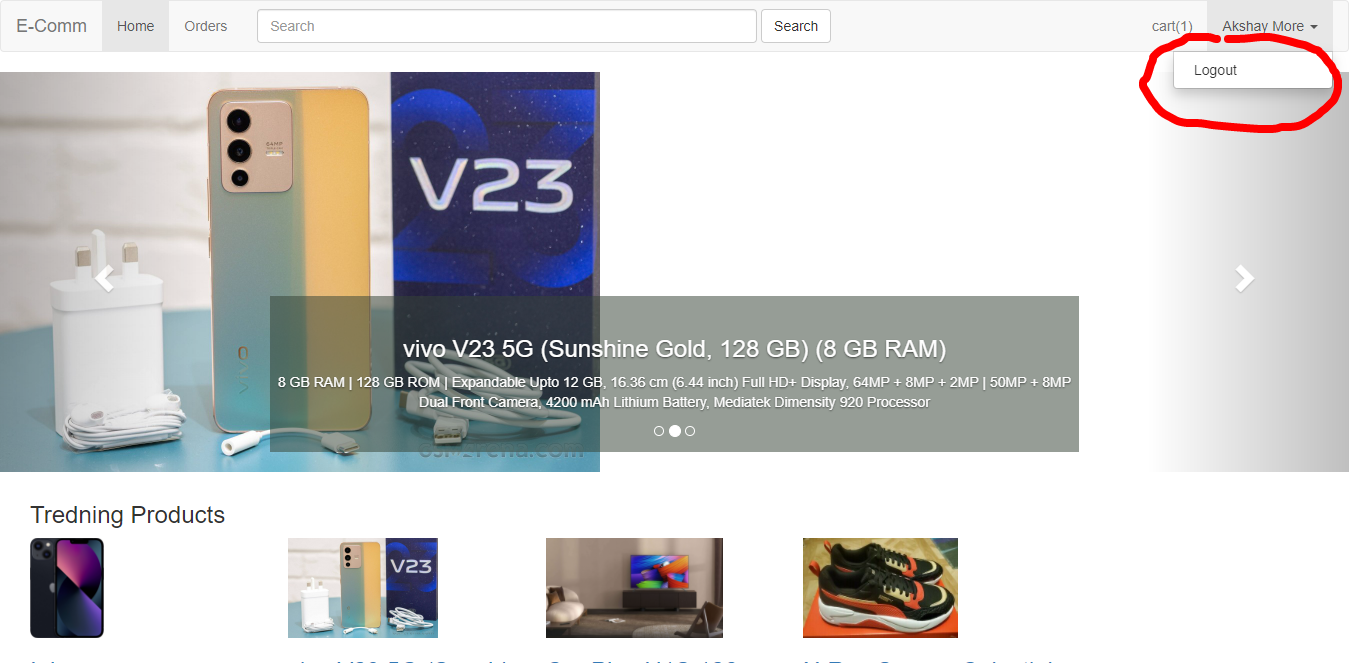 E-Comm Home Orders Search Search cart(1) Akshay More
Logout
64MP
V23
vivo
vivo V23 5G (Sunshine Gold, 128 GB) (8 GB RAM)
8 GB RAM | 128 GB ROM | Expandable Upto 12 GB, 16.36 cm (6.44 inch) Full HD+ Display, 64MP + 8MP + 2MP | 50MP + 8MP
Dual Front Camera, 4200 mAh Lithium Battery, Mediatek Dimensity 920 Processor
Tredning Products
V23